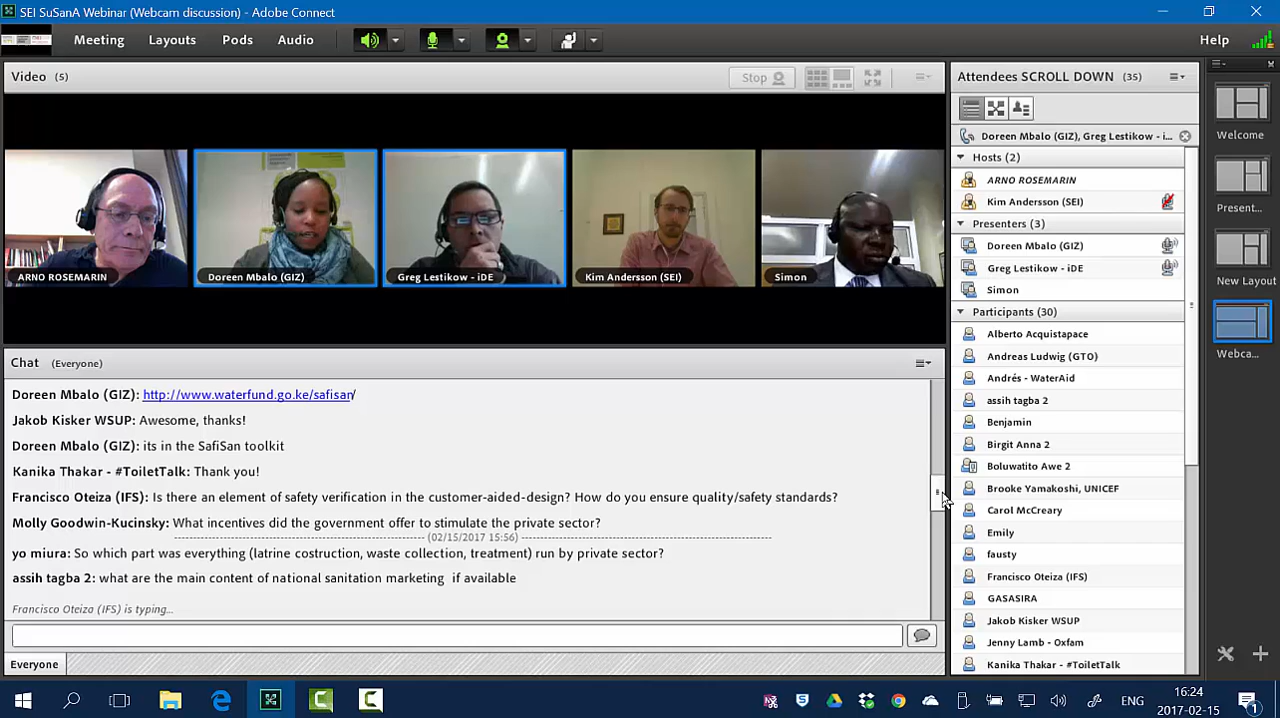 SEI SuSanA Webinar (Webcam discussion) - Adobe Connect
Meeting Layouts Pods Audio Help
Video (5) Stop
ARNO ROSEMARIN
Doreen Mbalo (GIZ)
Greg Lestikow - iDE
Kim Andersson (SEI)
Simon
Chat (Everyone)
Doreen Mbalo (GIZ): http://www.waterfund.go.ke/safisan/
Jakob Kisker WSUP: Awesome, thanks!
Doreen Mbalo (GIZ): its in the SafiSan toolkit
Kanika Thakar - #ToiletTalk: Thank you!
Francisco Oteiza (IFS): Is there an element of safety verification in the customer-aided-design? How do you ensure quality/safety standards?
Molly Goodwin-Kucinsky: What incentives did the government offer to stimulate the private sector?
(02/15/2017 15:56)
yo miura: So which part was everything (latrine costruction, waste collection, treatment) run by private sector?
assih tagba 2: what are the main content of national sanitation marketing if available
Francisco Oteiza (IFS) is typing...
Everyone
Attendees SCROLL DOWN (35)
Doreen Mbalo (GIZ), Greg Lestikow - i...
Hosts (2)
ARNO ROSEMARIN
Kim Andersson (SEI)
Presenters (3)
Doreen Mbalo (GIZ)
Greg Lestikow - iDE
Simon
Participants (30)
Alberto Acquistapace
Andreas Ludwig (GTO)
Andrés - WaterAid
assih tagba 2
Benjamin
Birgit Anna 2
Boluwatito Awe 2
Brooke Yamakoshi, UNICEF
Carol McCreary
Emily
fausty
Francisco Oteiza (IFS)
GASASIRA
Jakob Kisker WSUP
Jenny Lamb - Oxfam
Kanika Thakar - #ToiletTalk
Welcome
Present...
New Layout
Webca...
ENG
16:24
2017-02-15
1